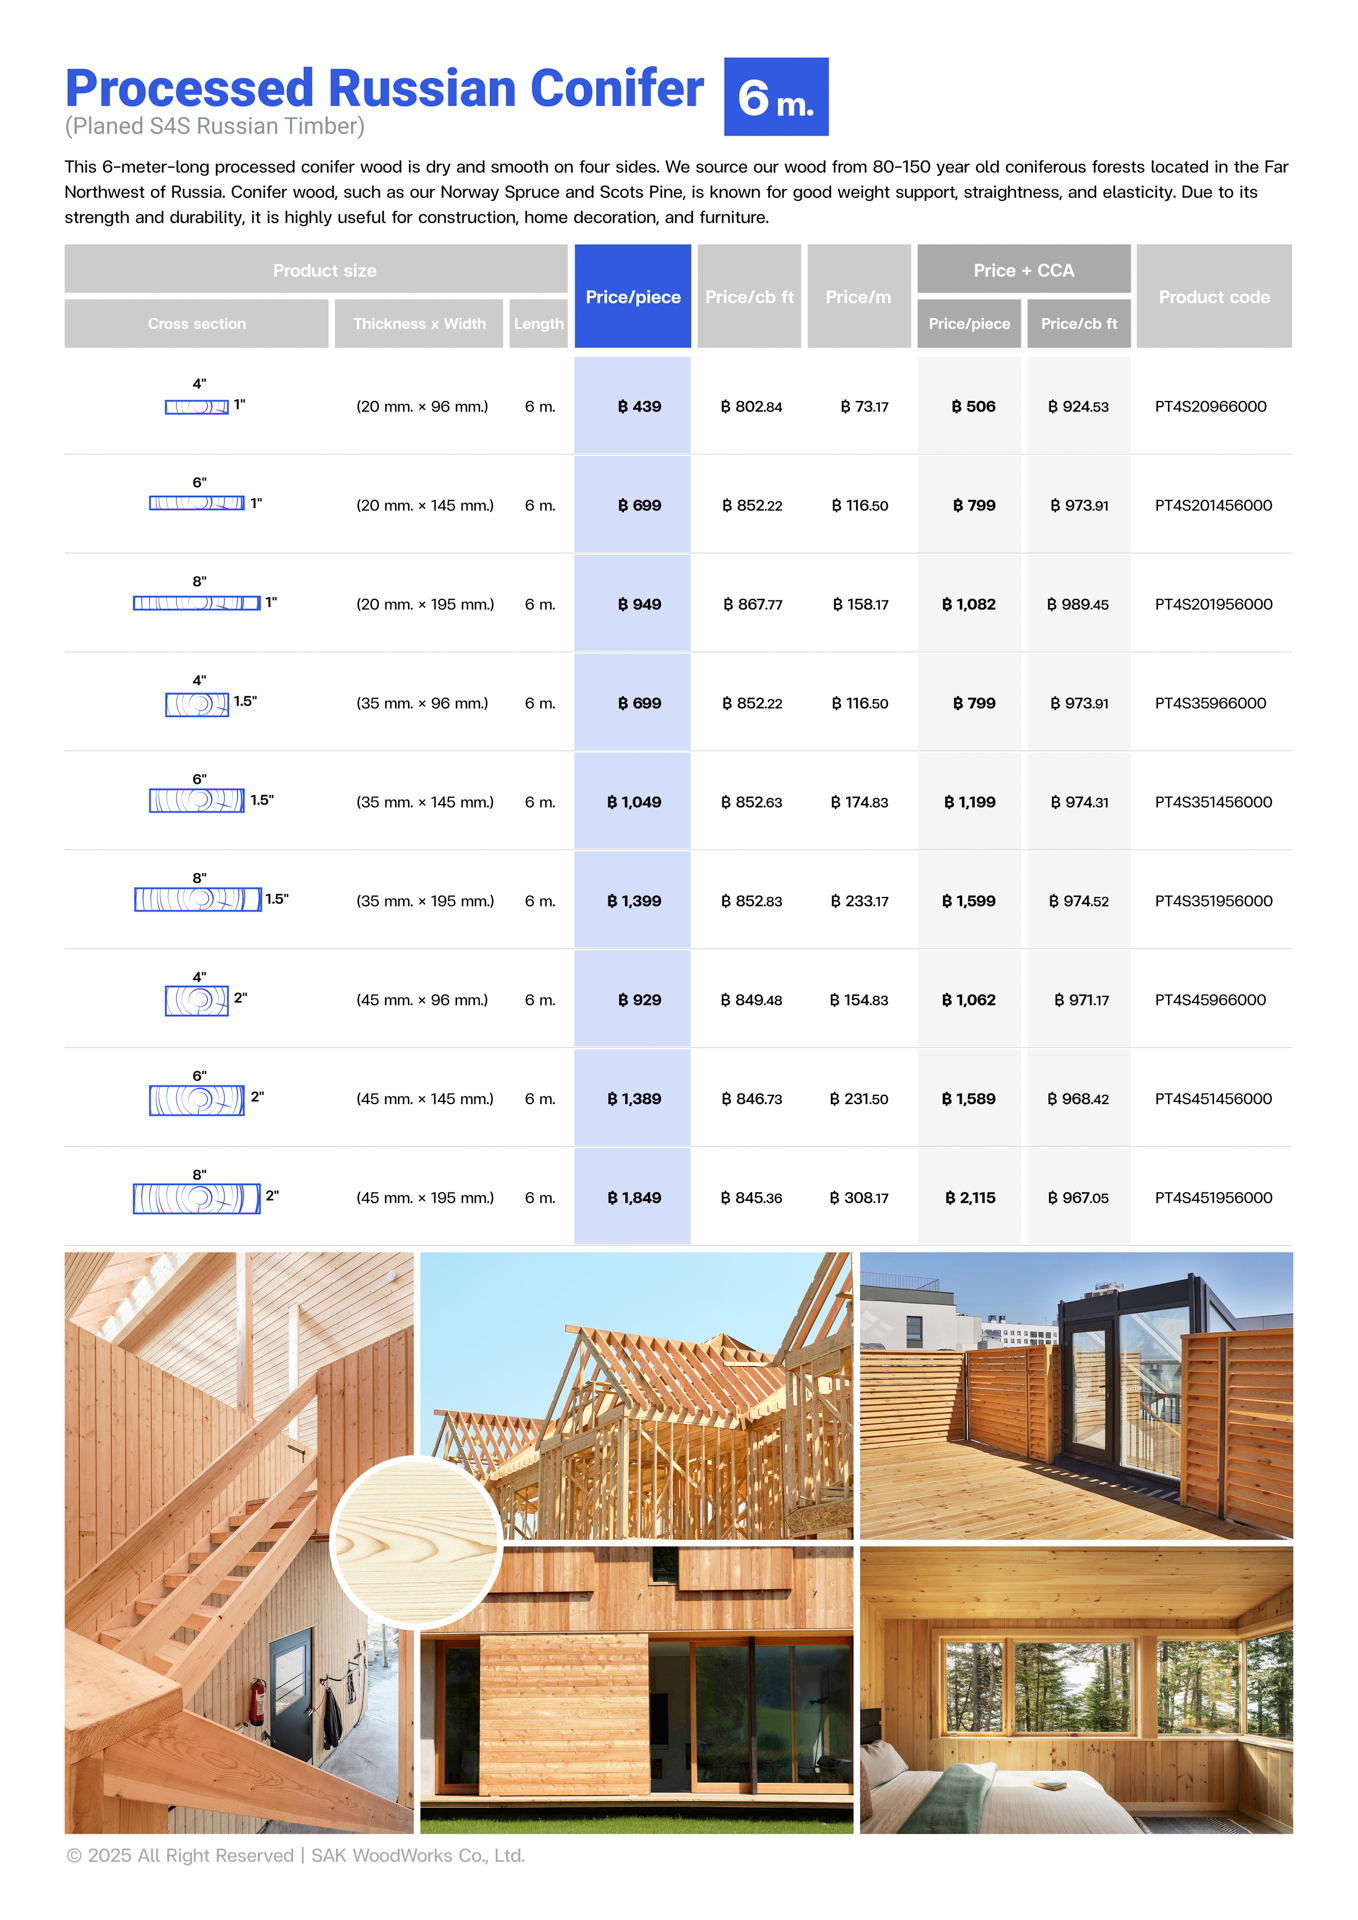 Processed Russian Conifer
6 m.
(Planed S4S Russian Timber)
This 6-meter-long processed conifer wood is dry and smooth on four sides. We source our wood from 80-150 year old coniferous forests located in the Far
Northwest of Russia. Conifer wood, such as our Norway Spruce and Scots Pine, is known for good weight support, straightness, and elasticity. Due to its
strength and durability, it is highly useful for construction, home decoration, and furniture.
Product size Price/piece Price/cb ft Price/m Price + CCA Product code
Cross section Thickness x Width Length Price/piece Price/cb ft
4"
1" (20 mm. × 96 mm.) 6 m. ฿ 439 ฿ 802.84 ฿ 73.17 ฿ 506 ฿ 924.53 PT4S20966000
6"
1" (20 mm. × 145 mm.) 6 m. ฿ 699 ฿ 852.22 ฿ 116.50 ฿ 799 ฿ 973.91 PT4S201456000
8"
1" (20 mm. × 195 mm.) 6 m. ฿ 949 ฿ 867.77 ฿ 158.17 ฿ 1,082 ฿ 989.45 PT4S201956000
4"
1.5" (35 mm. × 96 mm.) 6 m. ฿ 699 ฿ 852.22 ฿ 116.50 ฿ 799 ฿ 973.91 PT4S35966000
6"
1.5" (35 mm. × 145 mm.) 6 m. ฿ 1,049 ฿ 852.63 ฿ 174.83 ฿ 1,199 ฿ 974.31 PT4S351456000
8"
1.5" (35 mm. × 195 mm.) 6 m. ฿ 1,399 ฿ 852.83 ฿ 233.17 ฿ 1,599 ฿ 974.52 PT4S351956000
4"
2" (45 mm. × 96 mm.) 6 m. ฿ 929 ฿ 849.48 ฿ 154.83 ฿ 1,062 ฿ 971.17 PT4S45966000
6"
2" (45 mm. × 145 mm.) 6 m. ฿ 1,389 ฿ 846.73 ฿ 231.50 ฿ 1,589 ฿ 968.42 PT4S451456000
8"
2" (45 mm. × 195 mm.) 6 m. ฿ 1,849 ฿ 845.36 ฿ 308.17 ฿ 2,115 ฿ 967.05 PT4S451956000
© 2025 All Right Reserved | SAK WoodWorks Co., Ltd.